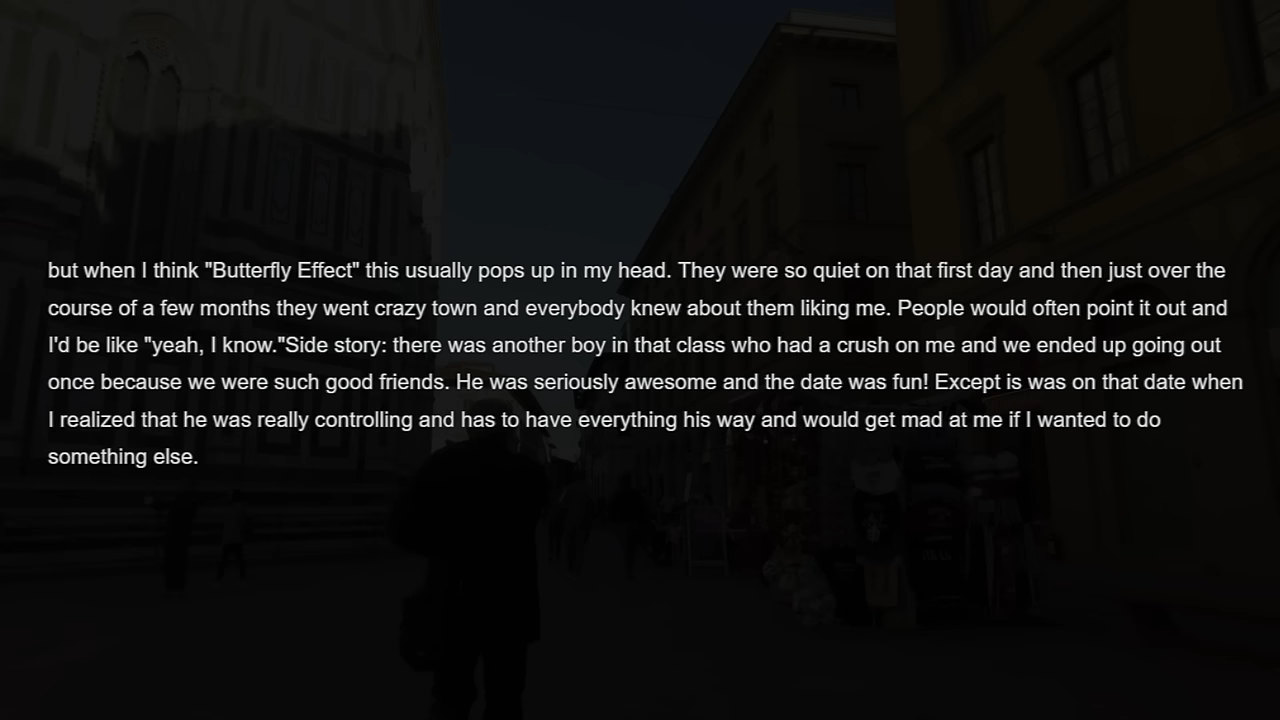 but when I think "Butterfly Effect" this usually pops up in my head. They were so quiet on that first day and then just over the
course of a few months they went crazy town and everybody knew about them liking me. People would often point it out and
I'd be like "yeah, I know."Side story: there was another boy in that class who had a crush on me and we ended up going out
once because we were such good friends. He was seriously awesome and the date was fun! Except is was on that date when
I realized that he was really controlling and has to have everything his way and would get mad at me if I wanted to do
something else.